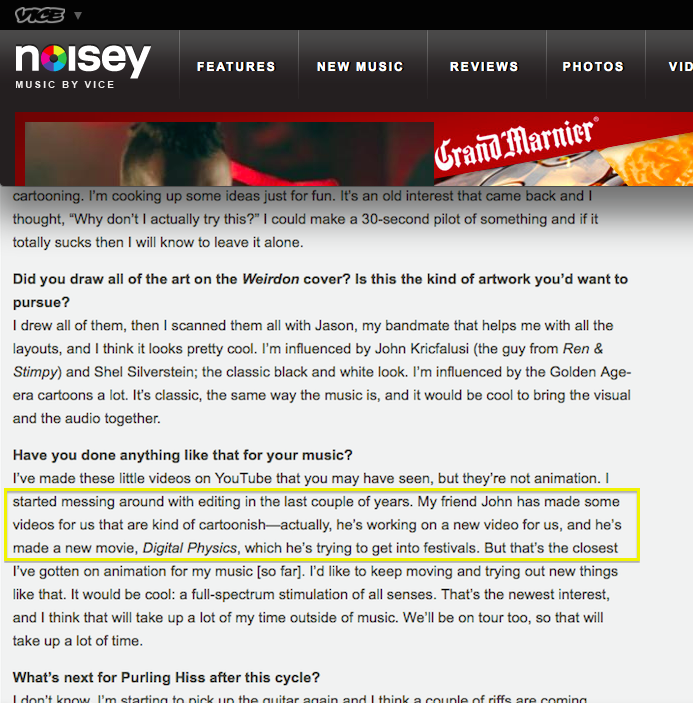 VICE
noisey
MUSIC BY VICE
FEATURES
NEW MUSIC
REVIEWS
PHOTOS
VID
Grand Marnier®
cartooning. I’m cooking up some ideas just for fun. It’s an old interest that came back and I
thought, “Why don’t I actually try this?” I could make a 30-second pilot of something and if it
totally sucks then I will know to leave it alone.
Did you draw all of the art on the Weirdon cover? Is this the kind of artwork you’d want to
pursue?
I drew all of them, then I scanned them all with Jason, my bandmate that helps me with all the
layouts, and I think it looks pretty cool. I’m influenced by John Kricfalusi (the guy from Ren &
Stimpy) and Shel Silverstein; the classic black and white look. I’m influenced by the Golden Age-
era cartoons a lot. It’s classic, the same way the music is, and it would be cool to bring the visual
and the audio together.
Have you done anything like that for your music?
I’ve made these little videos on YouTube that you may have seen, but they’re not animation. I
started messing around with editing in the last couple of years. My friend John has made some
videos for us that are kind of cartoonish—actually, he’s working on a new video for us, and he’s
made a new movie, Digital Physics, which he’s trying to get into festivals. But that’s the closest
I’ve gotten on animation for my music [so far]. I’d like to keep moving and trying out new things
like that. It would be cool: a full-spectrum stimulation of all senses. That’s the newest interest,
and I think that will take up a lot of my time outside of music. We’ll be on tour too, so that will
take up a lot of time.
What’s next for Purling Hiss after this cycle?
I don’t know. I’m starting to pick up the guitar again and I think a couple of riffs are coming